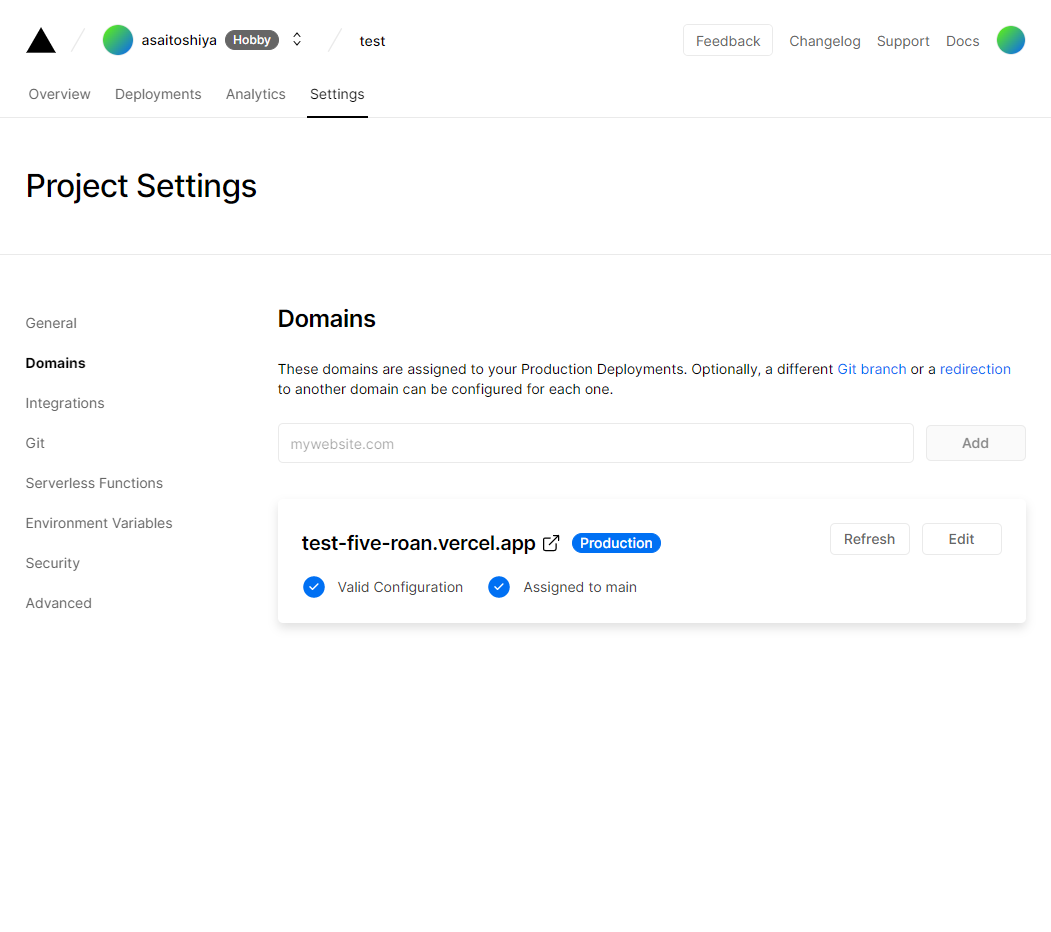 asaitoshiya Hobby test Feedback Changelog Support Docs
Overview Deployments Analytics Settings
Project Settings
General
Domains
Integrations
Git
Serverless Functions
Environment Variables
Security
Advanced
Domains
These domains are assigned to your Production Deployments. Optionally, a different Git branch or a redirection
to another domain can be configured for each one.
mywebsite.com Add
test-five-roan.vercel.app Production Refresh Edit
Valid Configuration Assigned to main